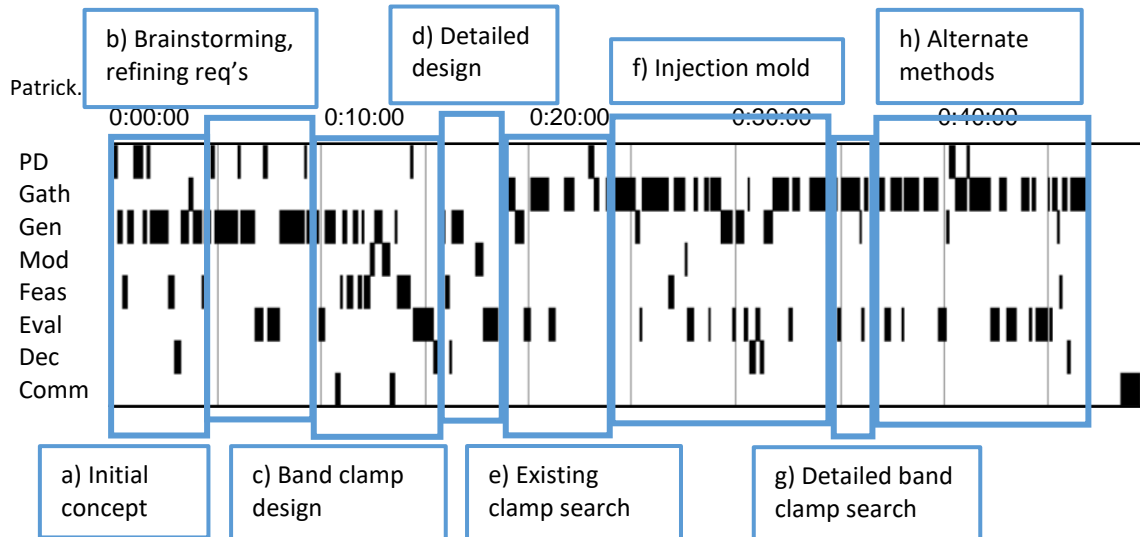 b) Brainstorming,
refining req's
d) Detailed
design
f) Injection mold
h) Alternate
methods
Patrick.
0:00:00
0:10:00
0:20:00
0:30:00
0:40:00
PD
Gath
Gen
Mod
Feas
Eval
Dec
Comm
a) Initial
concept
c) Band clamp
design
e) Existing
clamp search
g) Detailed band
clamp search